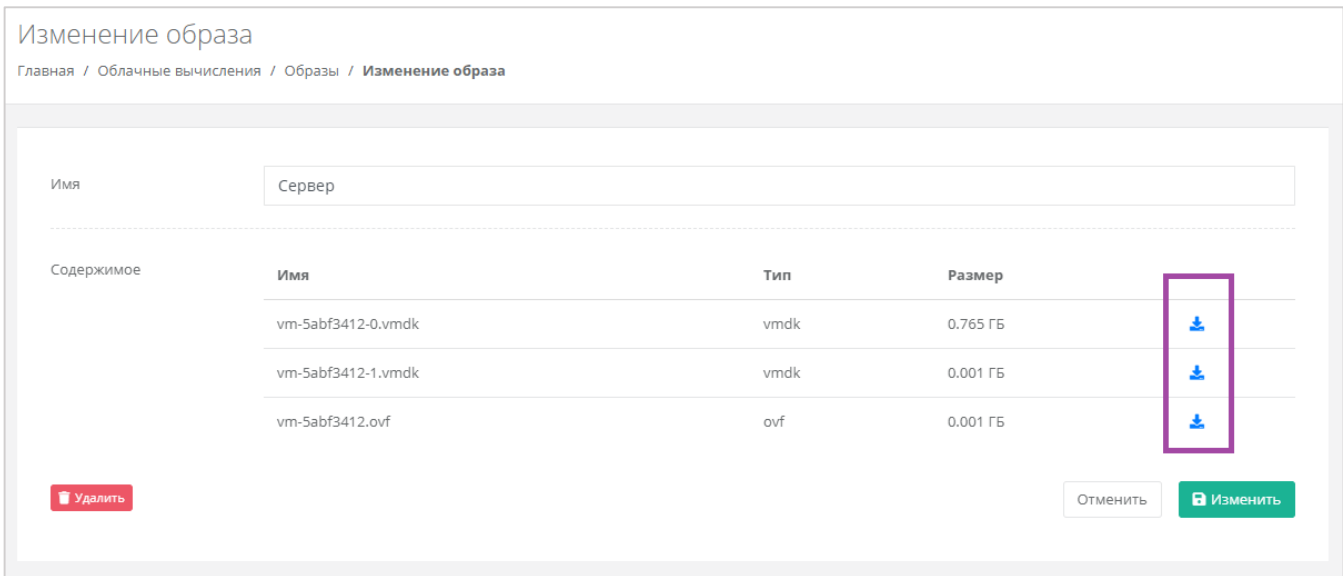 Изменение образа
Главная / Облачные вычисления / Образы / Изменение образа
Имя
Сервер
Содержимое
Имя Тип Размер
vm-5abf3412-0.vmdk vmdk 0.765 ГБ
vm-5abf3412-1.vmdk vmdk 0.001 ГБ
vm-5abf3412.ovf ovf 0.001 ГБ
Удалить Отменить Изменить